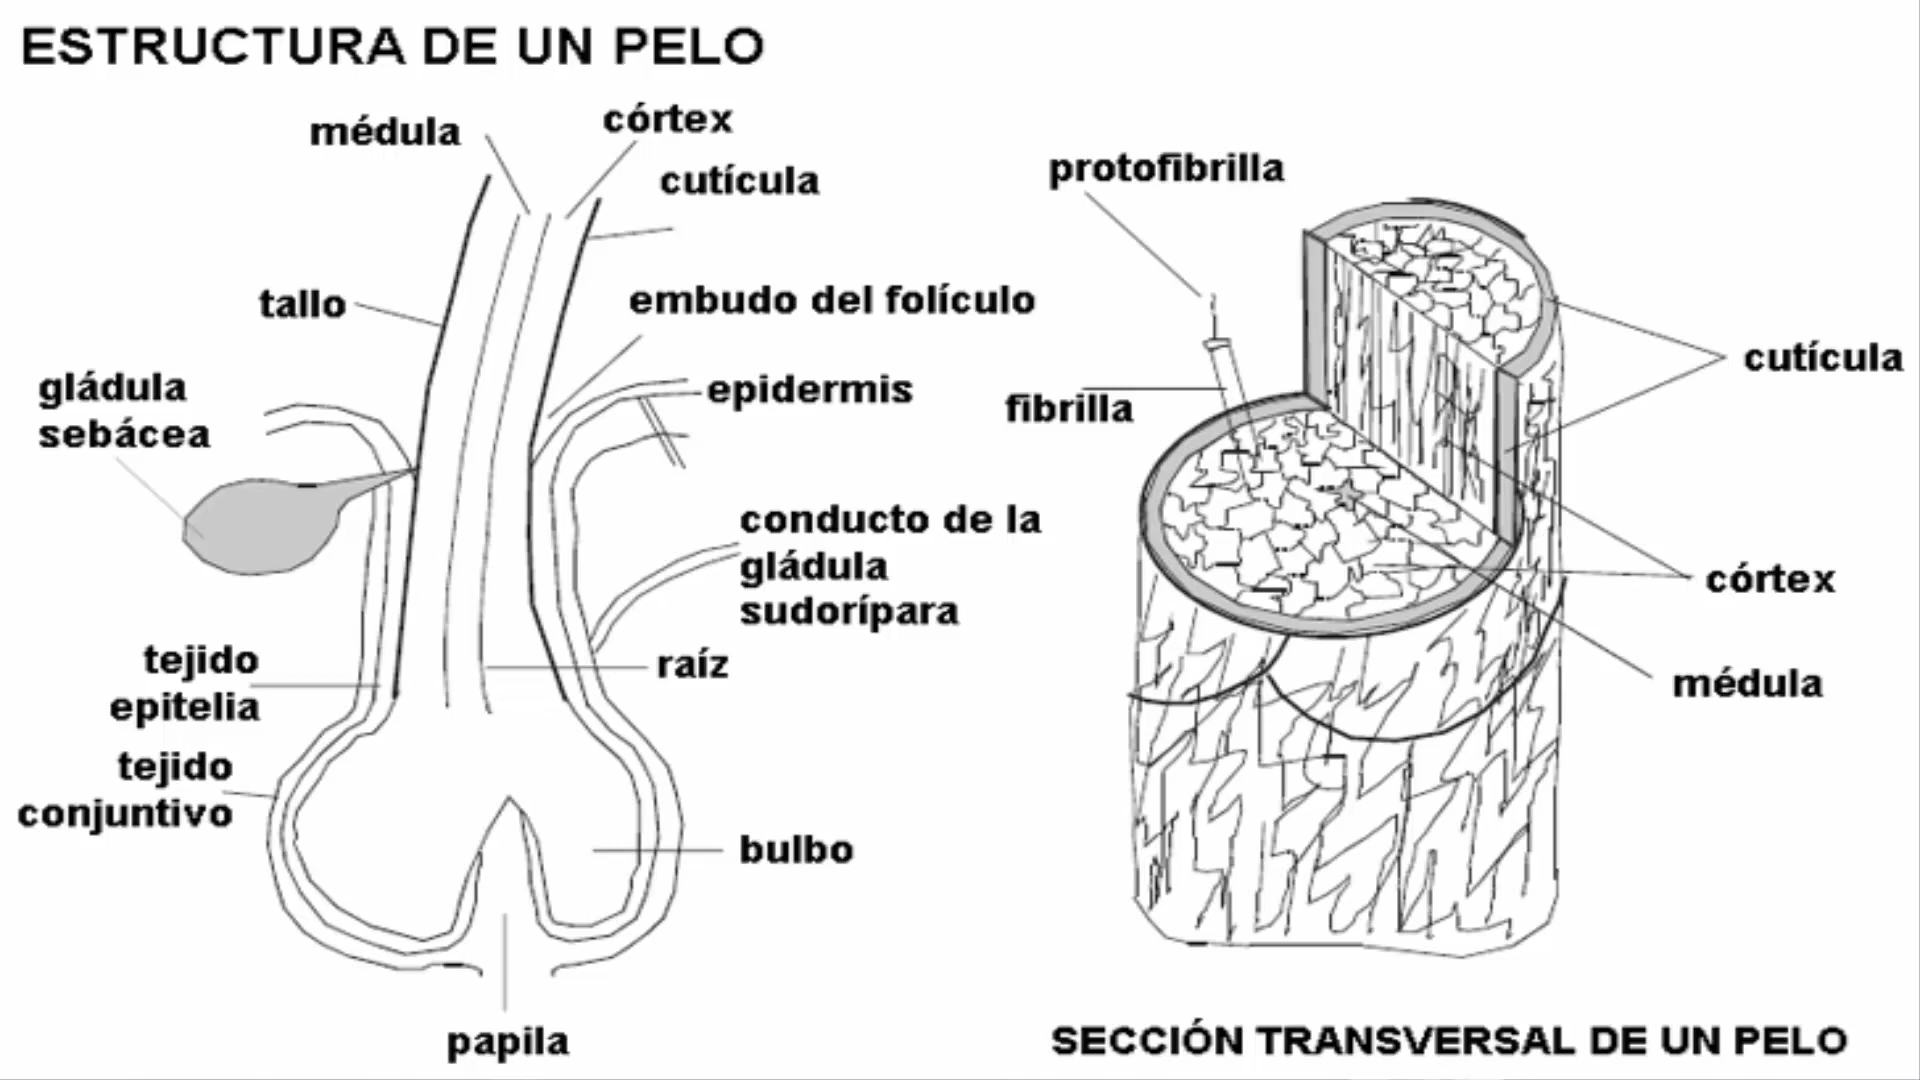 ESTRUCTURA DE UN PELO
médula
córtex
cutícula
tallo
embudo del folículo
gládula
sebácea
epidermis
conducto de la
gládula
sudorípara
tejido
epitelia
raíz
tejido
conjuntivo
bulbo
papila
protofibrilla
cutícula
fibrilla
córtex
médula
SECCIÓN TRANSVERSAL DE UN PELO